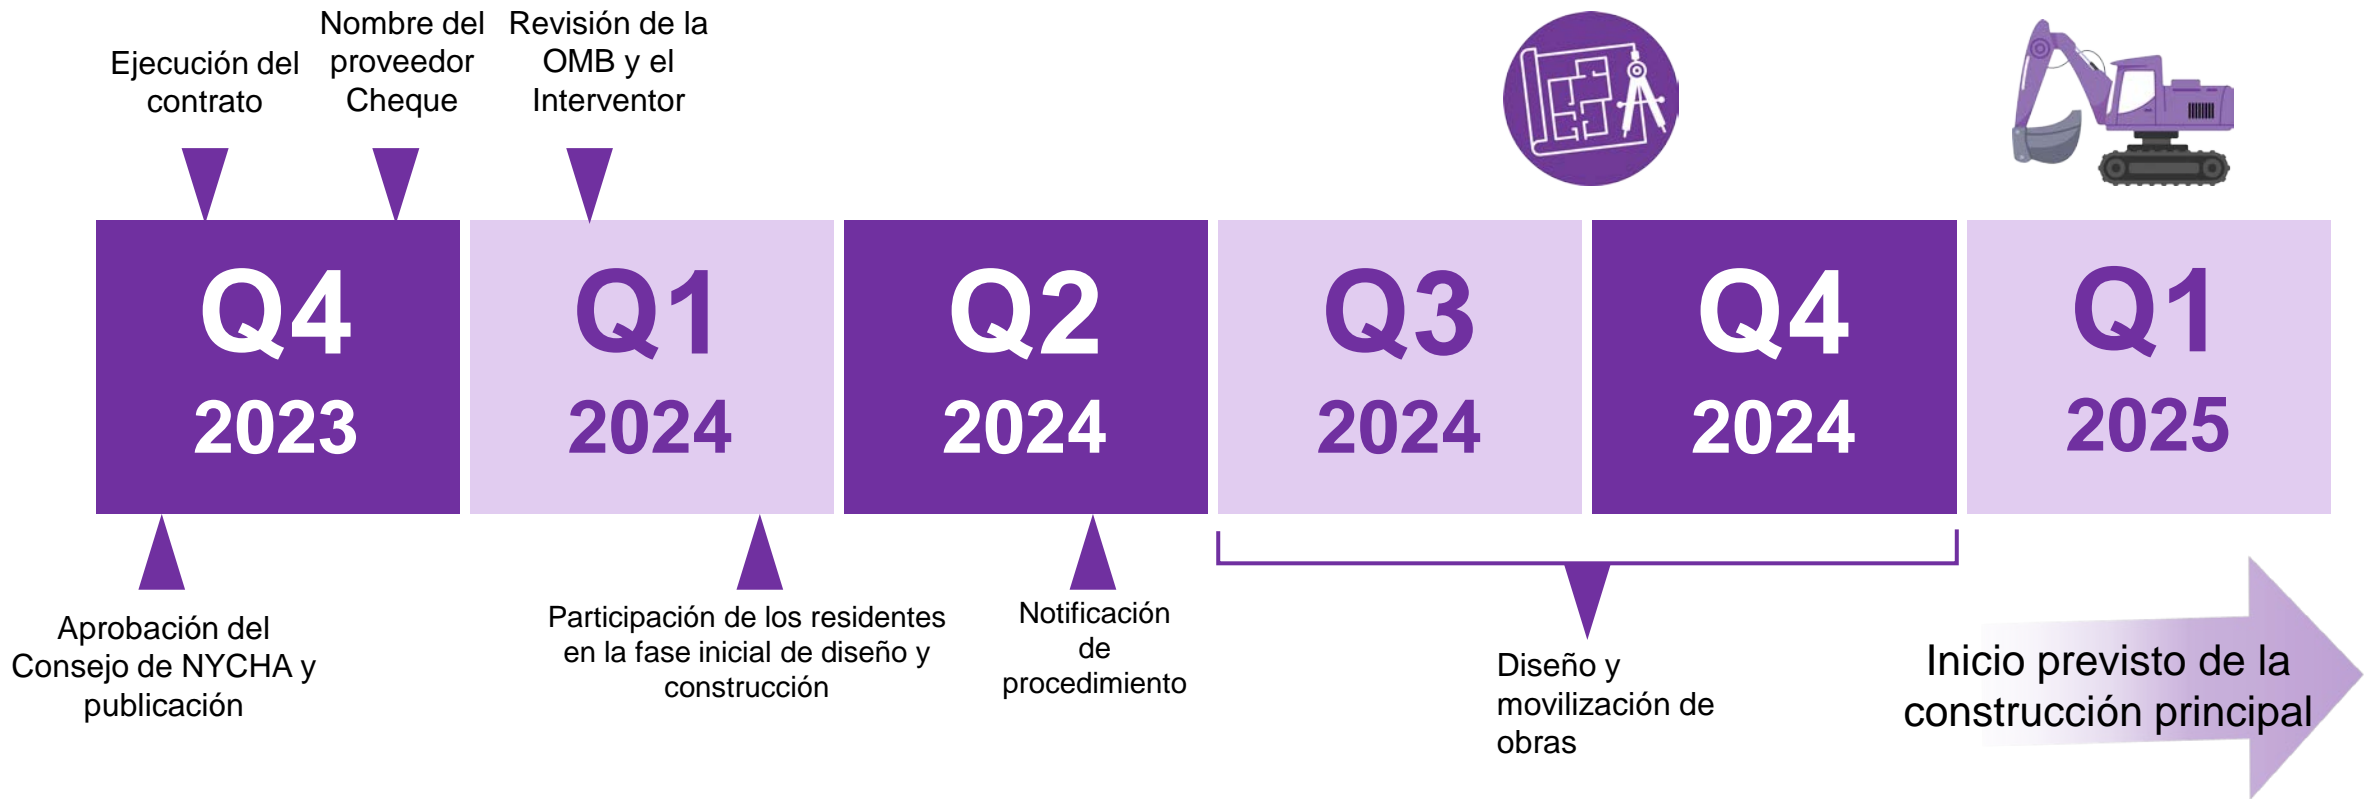 Ejecución del
contrato
Nombre del
proveedor
Cheque
Revisión de la
OMB y el
Interventor
Q4
2023
Q1
2024
Q2
2024
Q3
2024
Q4
2024
Q1
2025
Aprobación del
Consejo de NYCHA y
publicación
Participación de los residentes
en la fase inicial de diseño y
construcción
Notificación
de
procedimiento
Diseño y
movilización de
obras
Inicio previsto de la
construcción principal